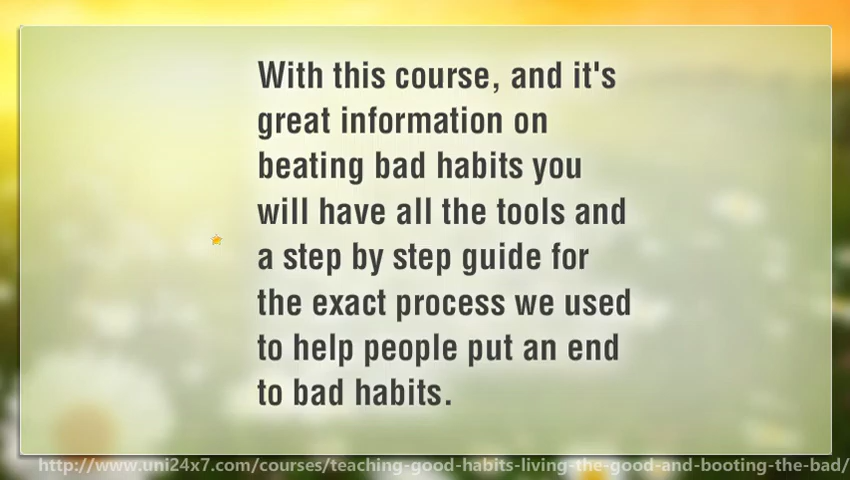 With this course, and it's
great information on
beating bad habits you
will have all the tools and
a step by step guide for
the exact process we used
to help people put an end
to bad habits.
http://www.uni24x7.com/courses/teaching-good-habits-living-the-good-and-booting-the-bad/